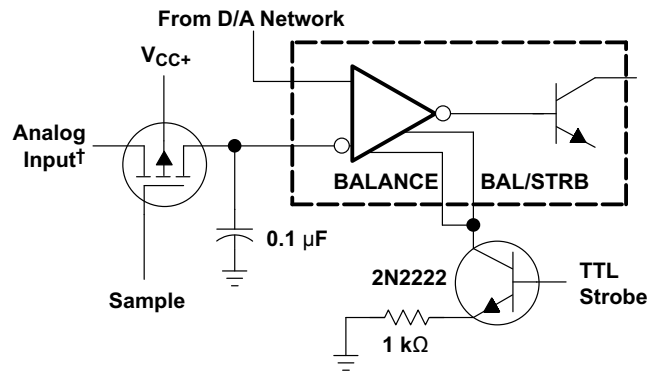 From D/A Network
VCC+
Analog
Input†
BALANCE
BAL/STRB
0.1 µF
2N2222
TTL
Strobe
Sample
1 kΩ